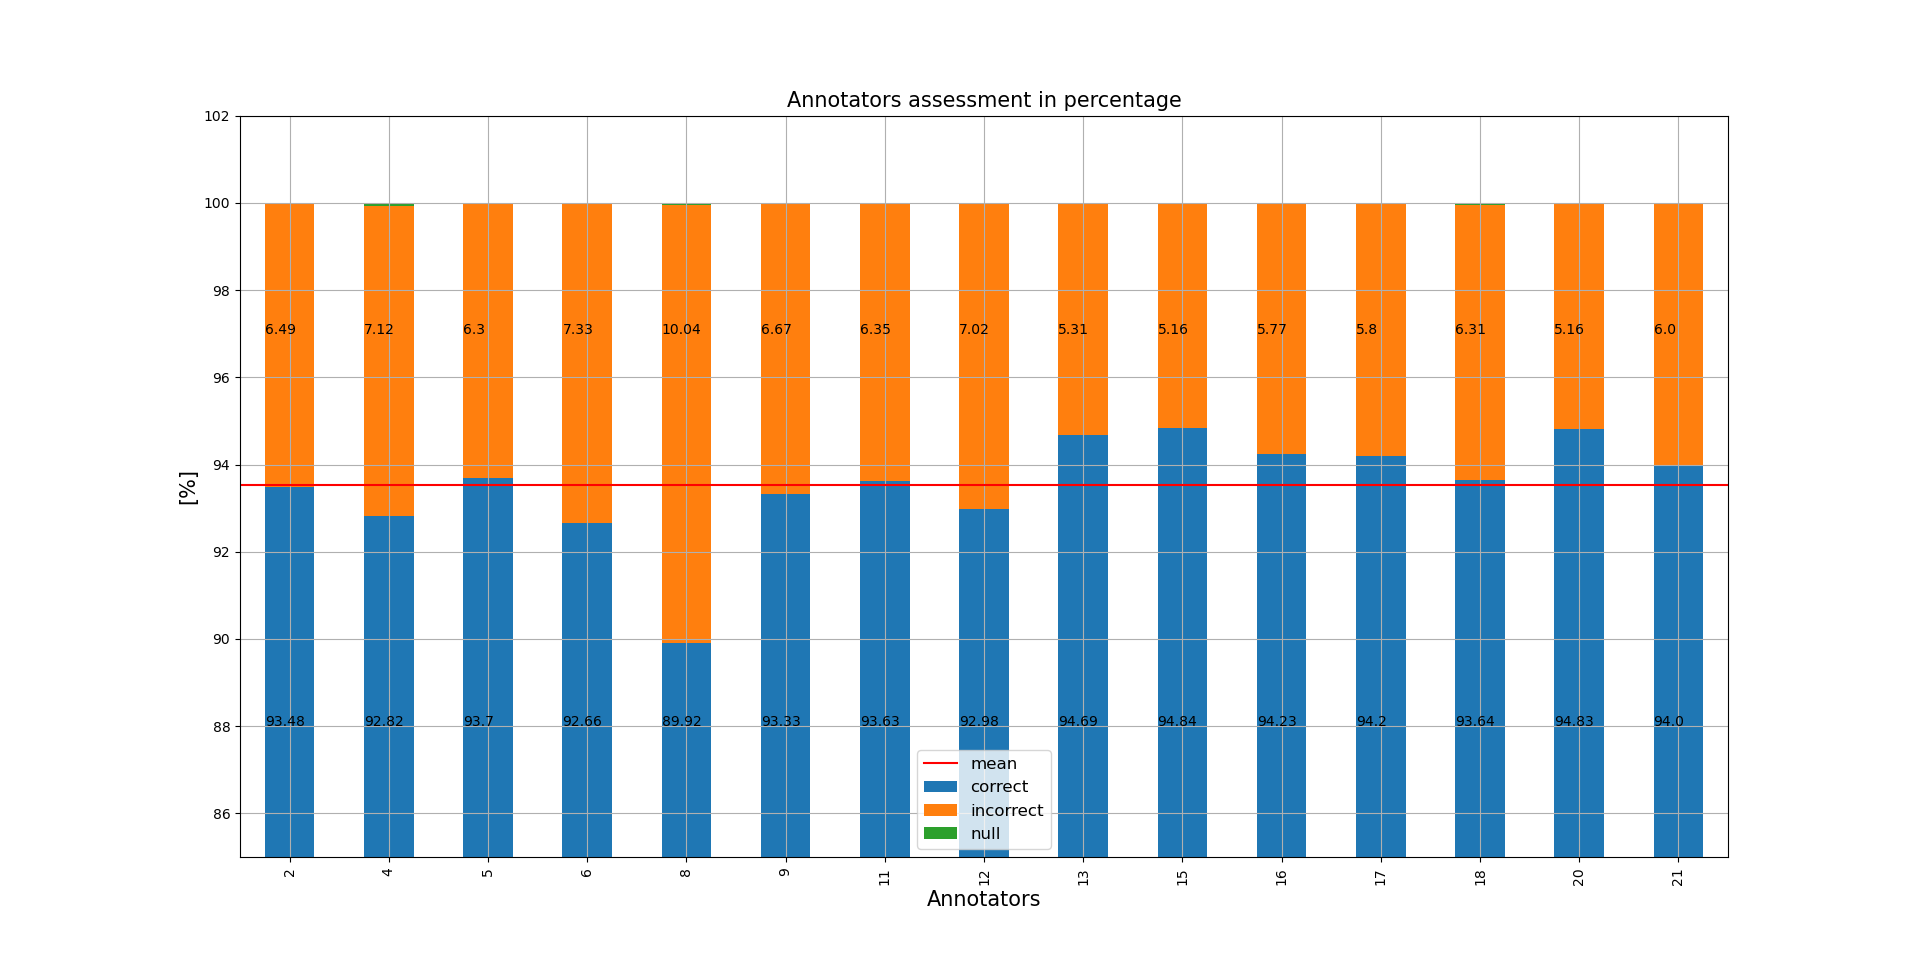 Annotators assessment in percentage
102
100
98
96
94
92
90
88
86
[%]
6.49 7.12 6.3 7.33 10.04 6.67 6.35 7.02 5.31 5.16 5.77 5.8 6.31 5.16 6.0
93.48 92.82 93.7 92.66 89.92 93.33 93.63 92.98 94.69 94.84 94.23 94.2 93.64 94.83 94.0
mean
correct
incorrect
null
2 4 5 6 8 9 11 12 13 15 16 17 18 20 21
Annotators